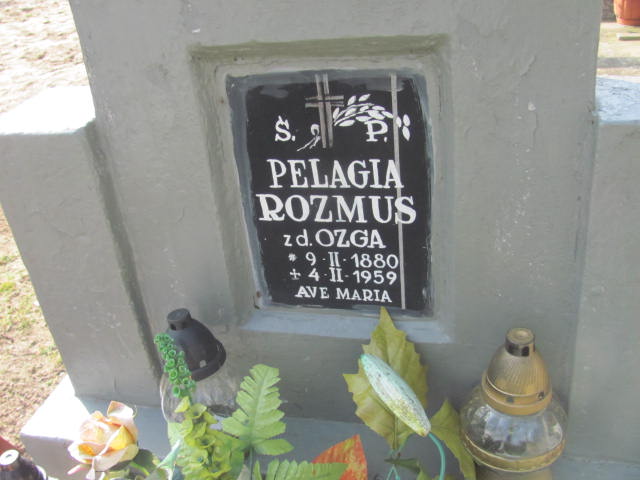 Ś. P.
PELAGIA
ROZMUS
z d. OZGA
* 9·II·1880
+ 4·II·1959
AVE MARIA